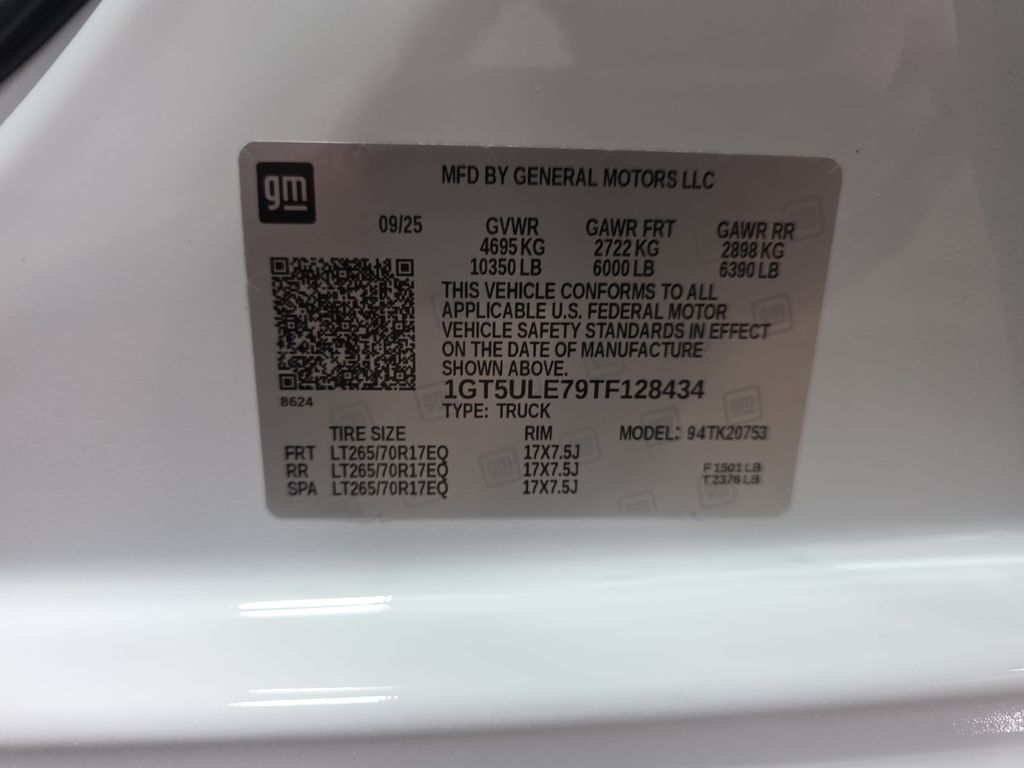 gm
MFD BY GENERAL MOTORS LLC
09/25 GVWR GAWR FRT GAWR RR
4695 KG 2722 KG 2898 KG
10350 LB 6000 LB 6390 LB
THIS VEHICLE CONFORMS TO ALL
APPLICABLE U.S. FEDERAL MOTOR
VEHICLE SAFETY STANDARDS IN EFFECT
ON THE DATE OF MANUFACTURE
SHOWN ABOVE.
8624 1GT5ULE79TF128434
TYPE: TRUCK
TIRE SIZE RIM MODEL: 94TK20753
FRT LT265/70R17EQ 17X7.5J
RR LT265/70R17EQ 17X7.5J F1501 LB
SPA LT265/70R17EQ 17X7.5J T2376 LB